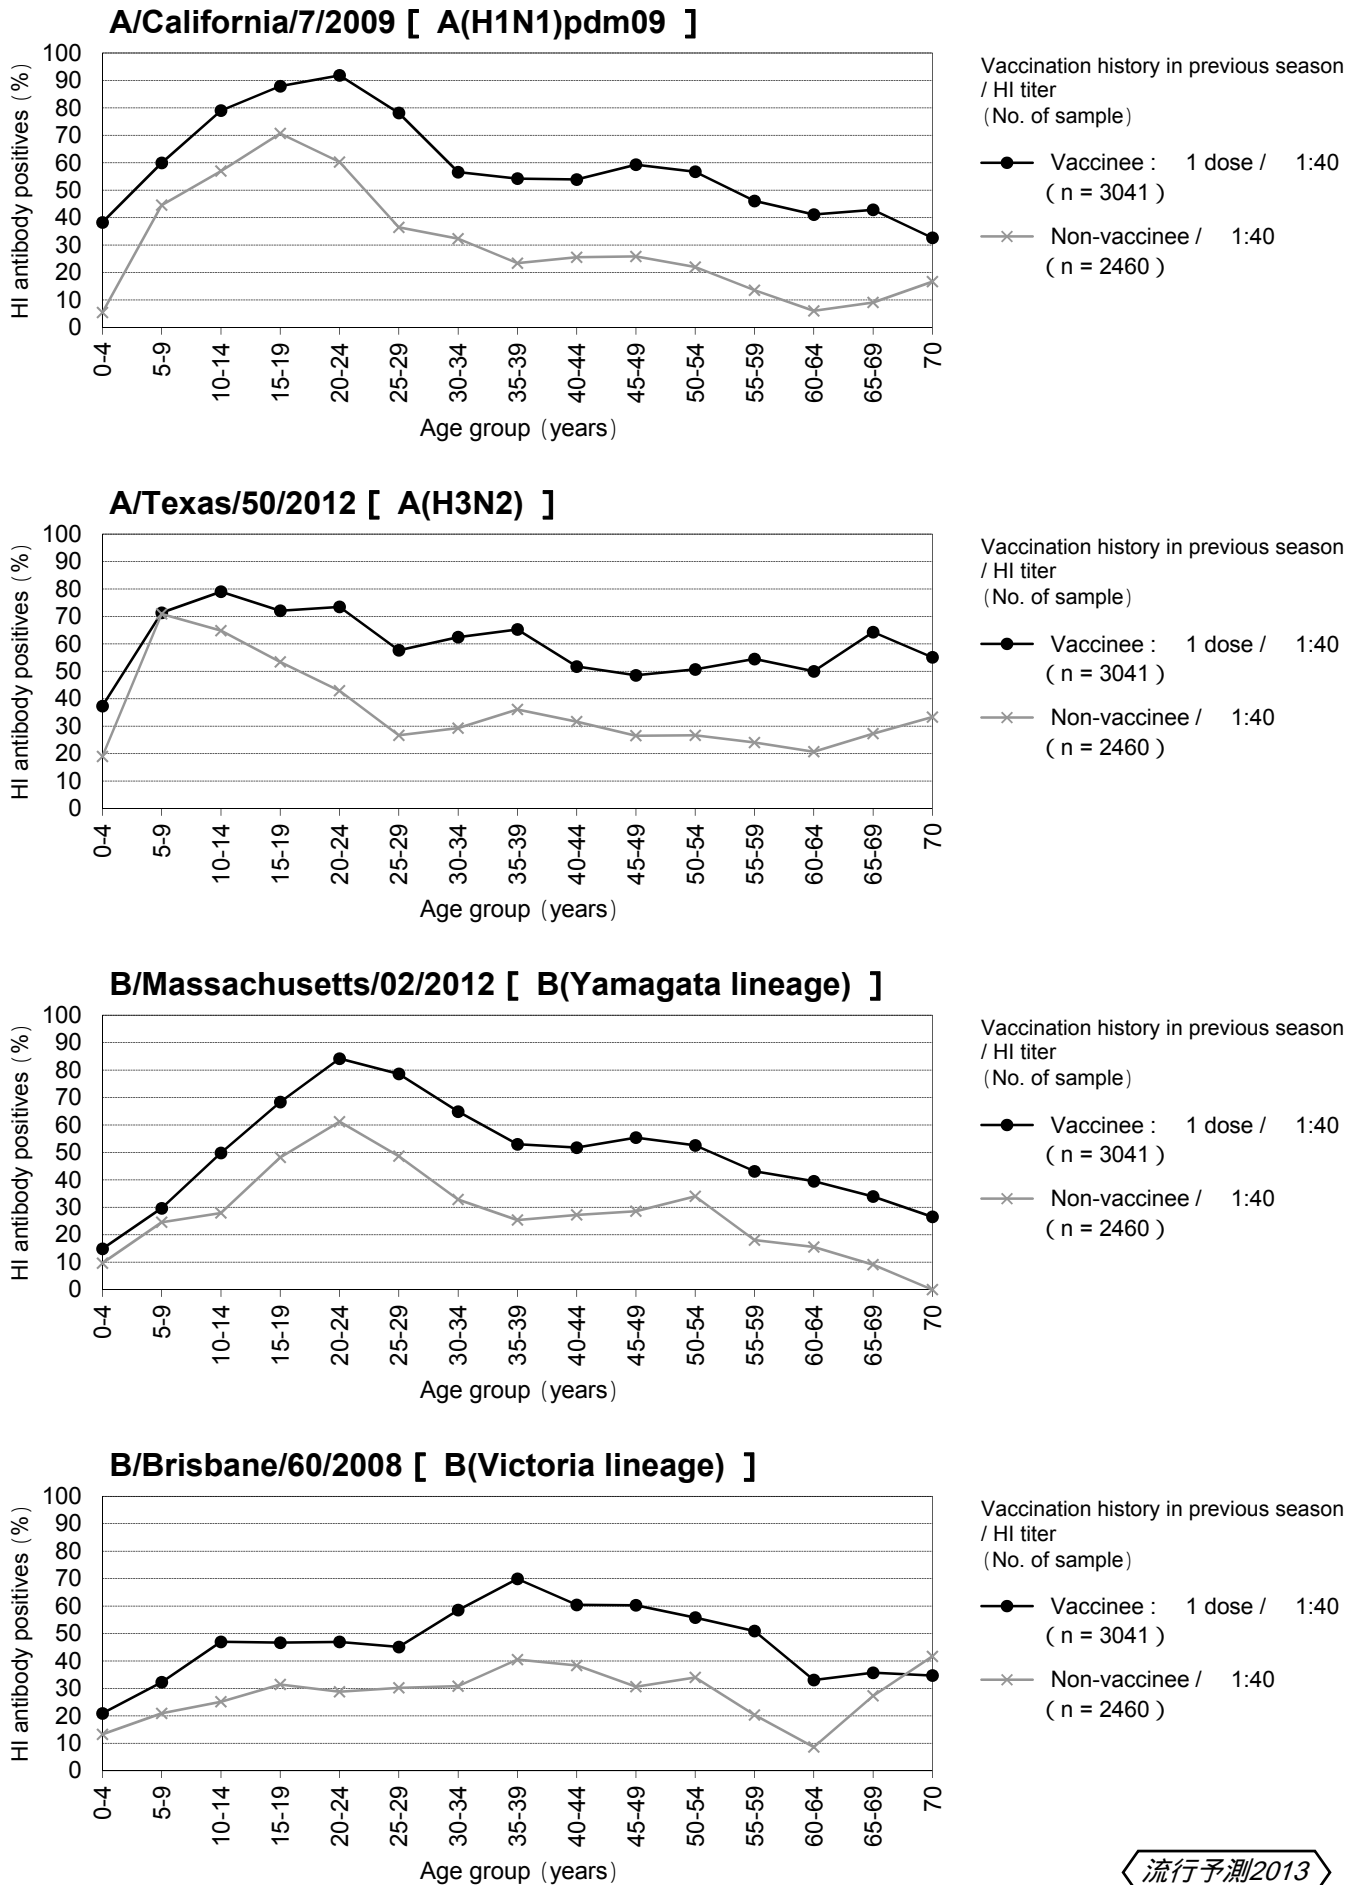 A/California/7/2009 [ A(H1N1)pdm09 ]
HI antibody positives (%)
100
90
80
70
60
50
40
30
20
10
0
0-4 5-9 10-14 15-19 20-24 25-29 30-34 35-39 40-44 45-49 50-54 55-59 60-64 65-69 70
Age group (years)
Vaccination history in previous season
/ HI titer
(No. of sample)
Vaccinee : 1 dose / 1:40
( n = 3041 )
Non-vaccinee / 1:40
( n = 2460 )
A/Texas/50/2012 [ A(H3N2) ]
HI antibody positives (%)
100
90
80
70
60
50
40
30
20
10
0
0-4 5-9 10-14 15-19 20-24 25-29 30-34 35-39 40-44 45-49 50-54 55-59 60-64 65-69 70
Age group (years)
Vaccination history in previous season
/ HI titer
(No. of sample)
Vaccinee : 1 dose / 1:40
( n = 3041 )
Non-vaccinee / 1:40
( n = 2460 )
B/Massachusetts/02/2012 [ B(Yamagata lineage) ]
HI antibody positives (%)
100
90
80
70
60
50
40
30
20
10
0
0-4 5-9 10-14 15-19 20-24 25-29 30-34 35-39 40-44 45-49 50-54 55-59 60-64 65-69 70
Age group (years)
Vaccination history in previous season
/ HI titer
(No. of sample)
Vaccinee : 1 dose / 1:40
( n = 3041 )
Non-vaccinee / 1:40
( n = 2460 )
B/Brisbane/60/2008 [ B(Victoria lineage) ]
HI antibody positives (%)
100
90
80
70
60
50
40
30
20
10
0
0-4 5-9 10-14 15-19 20-24 25-29 30-34 35-39 40-44 45-49 50-54 55-59 60-64 65-69 70
Age group (years)
Vaccination history in previous season
/ HI titer
(No. of sample)
Vaccinee : 1 dose / 1:40
( n = 3041 )
Non-vaccinee / 1:40
( n = 2460 )
流行予測2013